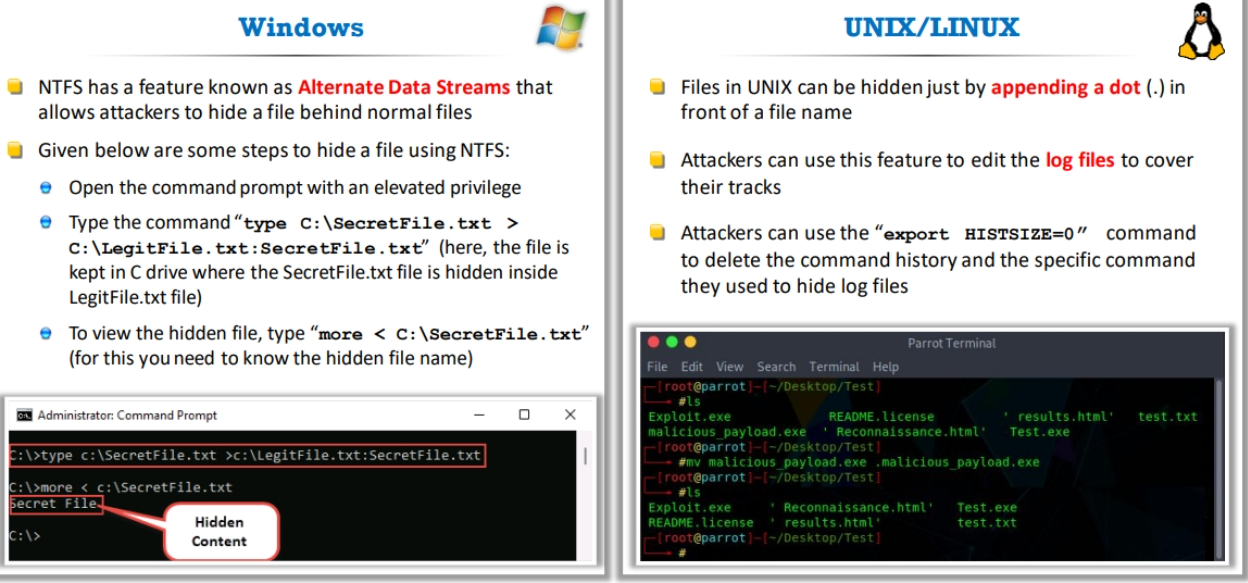 Windows
NTFS has a feature known as Alternate Data Streams that
allows attackers to hide a file behind normal files
Given below are some steps to hide a file using NTFS:
Open the command prompt with an elevated privilege
Type the command “type C:\SecretFile.txt >
C:\LegitFile.txt:SecretFile.txt” (here, the file is
kept in C drive where the SecretFile.txt file is hidden inside
LegitFile.txt file)
To view the hidden file, type “more < C:\SecretFile.txt”
(for this you need to know the hidden file name)
Administrator: Command Prompt
C:\>type c:\SecretFile.txt >c:\LegitFile.txt:SecretFile.txt
C:\>more < c:\SecretFile.txt
Secret File
Hidden
Content
C:\>
UNIX/LINUX
Files in UNIX can be hidden just by appending a dot (.) in
front of a file name
Attackers can use this feature to edit the log files to cover
their tracks
Attackers can use the “export HISTSIZE=0” command
to delete the command history and the specific command
they used to hide log files
Parrot Terminal
File Edit View Search Terminal Help
[root@parrot]─[~/Desktop/Test]
#ls
Exploit.exe README.license ' results.html' test.txt
malicious_payload.exe ' Reconnaissance.html' Test.exe
[root@parrot]─[~/Desktop/Test]
#mv malicious_payload.exe .malicious_payload.exe
[root@parrot]─[~/Desktop/Test]
#ls
Exploit.exe ' Reconnaissance.html' Test.exe
README.license ' results.html' test.txt
[root@parrot]─[~/Desktop/Test]
#